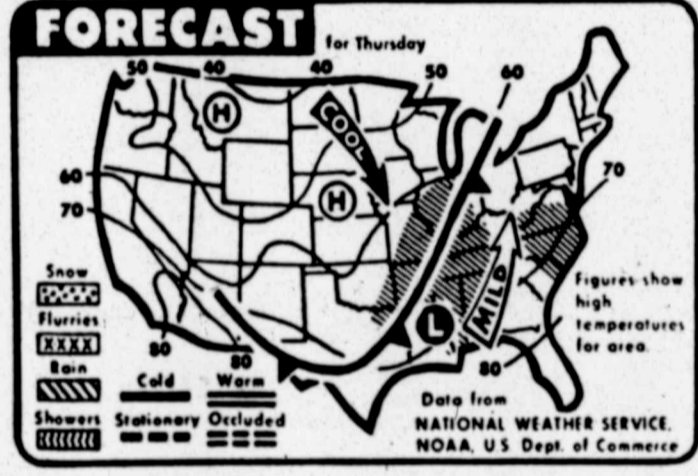 FORECAST
for Thursday
50 40 40 50 60
H
COOL
60
H
70
70
Snow
Flurries
Rain
Showers
MILD
L
Figures show
high
temperatures
for area.
80
80
80
Cold Warm
Stationary Occluded
Data from
NATIONAL WEATHER SERVICE,
NOAA, U.S. Dept. of Commerce